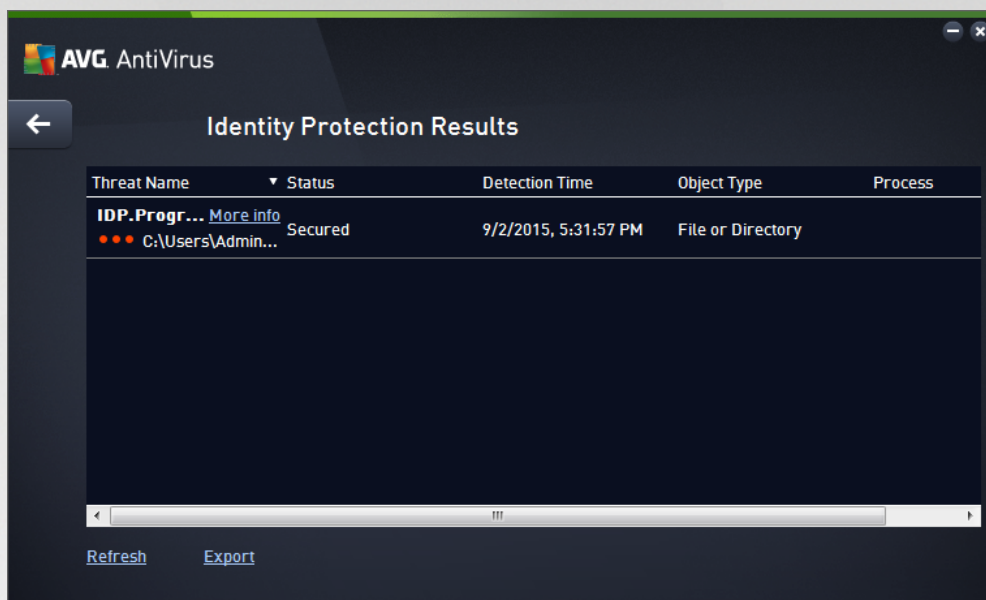 AVG. AntiVirus
Identity Protection Results
Threat Name Status Detection Time Object Type Process
IDP.Progr... More info
Secured 9/2/2015, 5:31:57 PM File or Directory
C:\Users\Admin...
Refresh Export